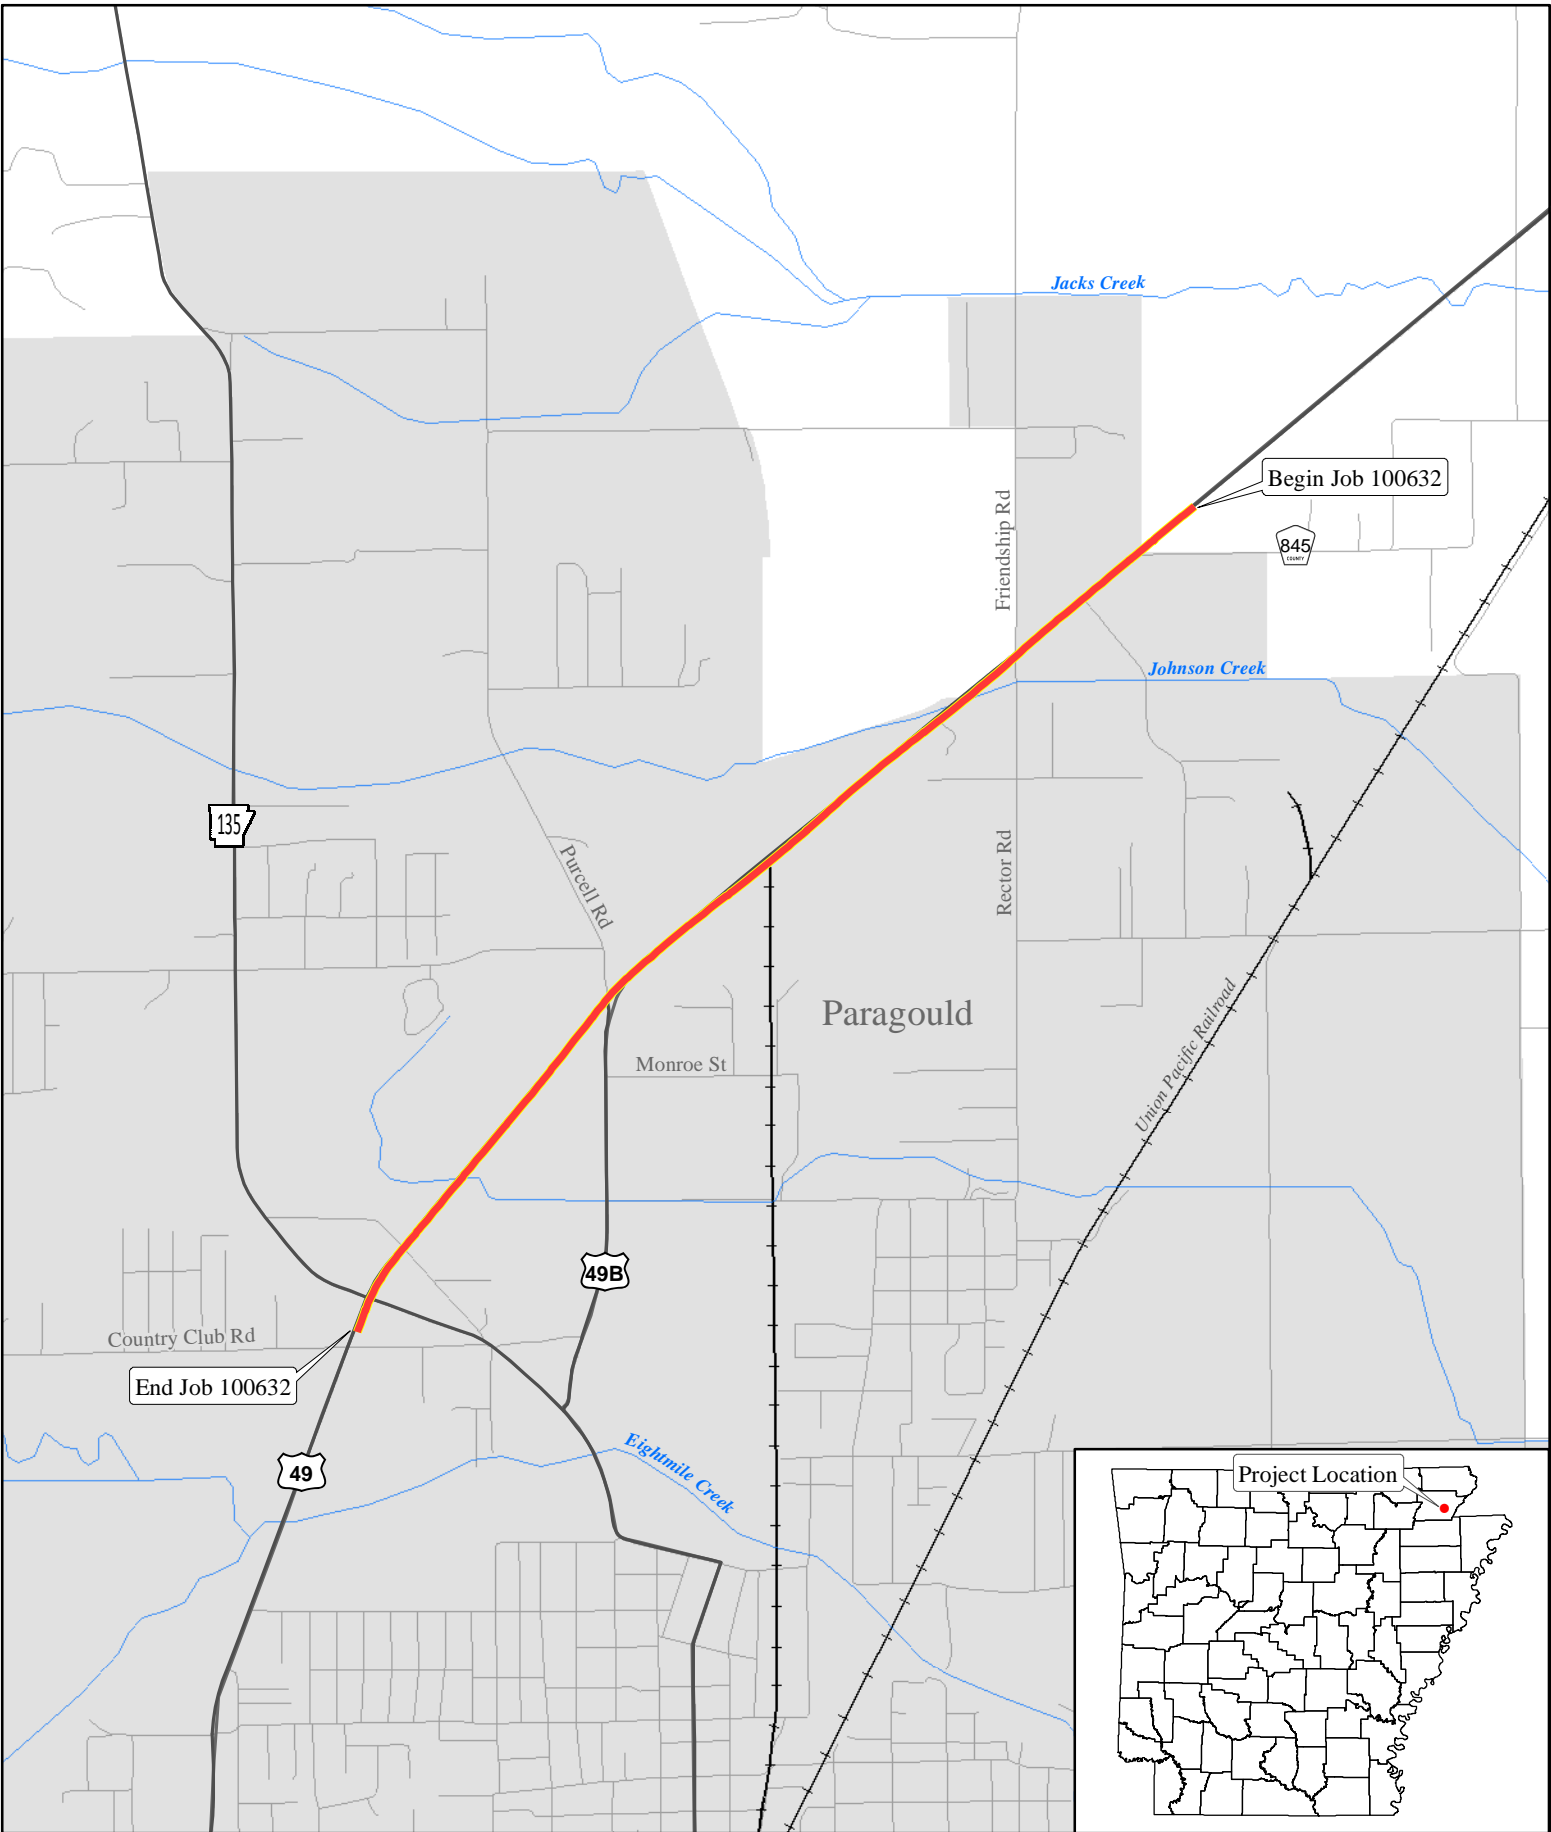 Jacks Creek
Begin Job 100632
Friendship Rd
845
COUNTY
Johnson Creek
135
Purcell Rd
Rector Rd
Paragould
Union Pacific Railroad
Monroe St
49B
Country Club Rd
End Job 100632
Eightmile Creek
49
Project Location